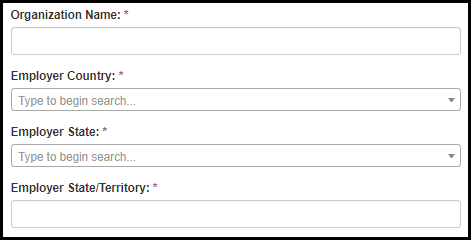 Organization Name: *
Employer Country: *
Type to begin search...
Employer State: *
Type to begin search...
Employer State/Territory: *